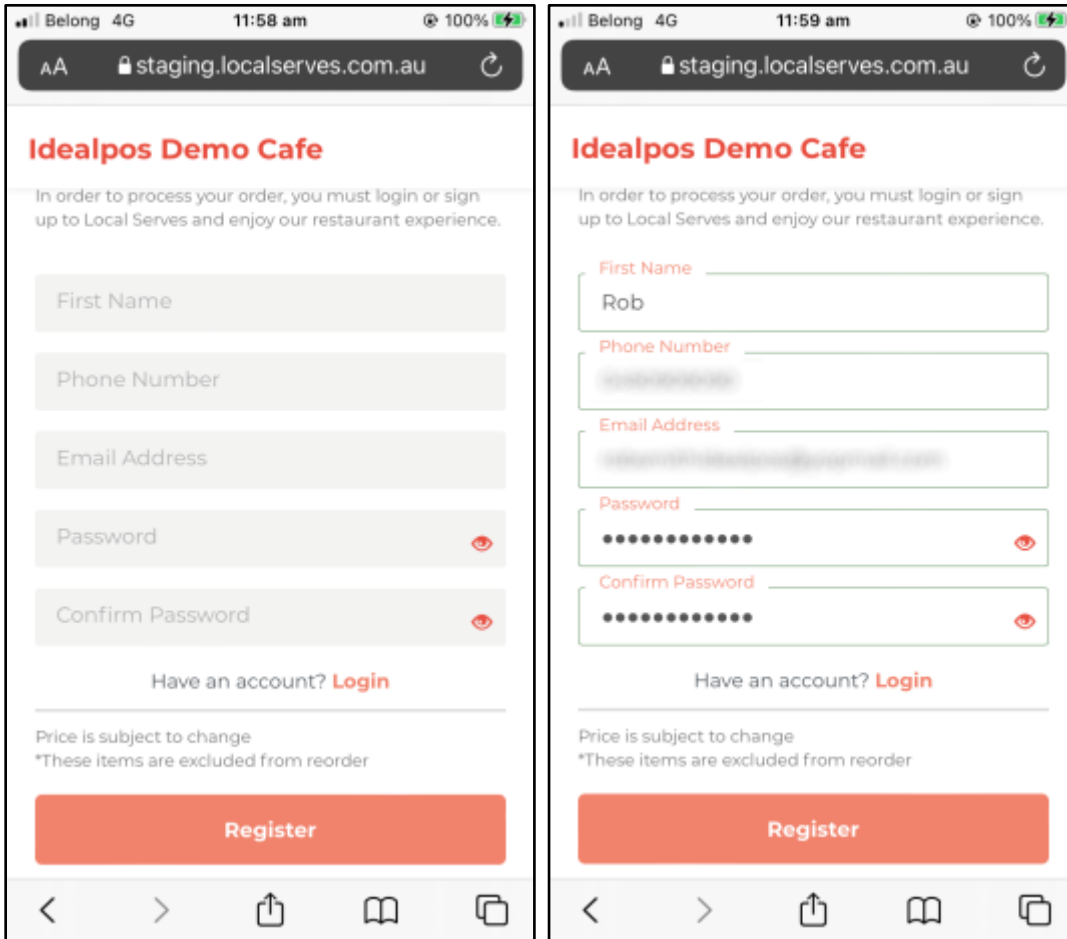 Belong 4G 11:58 am 100%
AA staging.localserves.com.au
Idealpos Demo Cafe
In order to process your order, you must login or sign
up to Local Serves and enjoy our restaurant experience.
First Name
Phone Number
Email Address
Password
Confirm Password
Have an account? Login
Price is subject to change
*These items are excluded from reorder
Register
Belong 4G 11:59 am 100%
AA staging.localserves.com.au
Idealpos Demo Cafe
In order to process your order, you must login or sign
up to Local Serves and enjoy our restaurant experience.
First Name
Rob
Phone Number
Email Address
Password
••••••••••••
Confirm Password
••••••••••••
Have an account? Login
Price is subject to change
*These items are excluded from reorder
Register